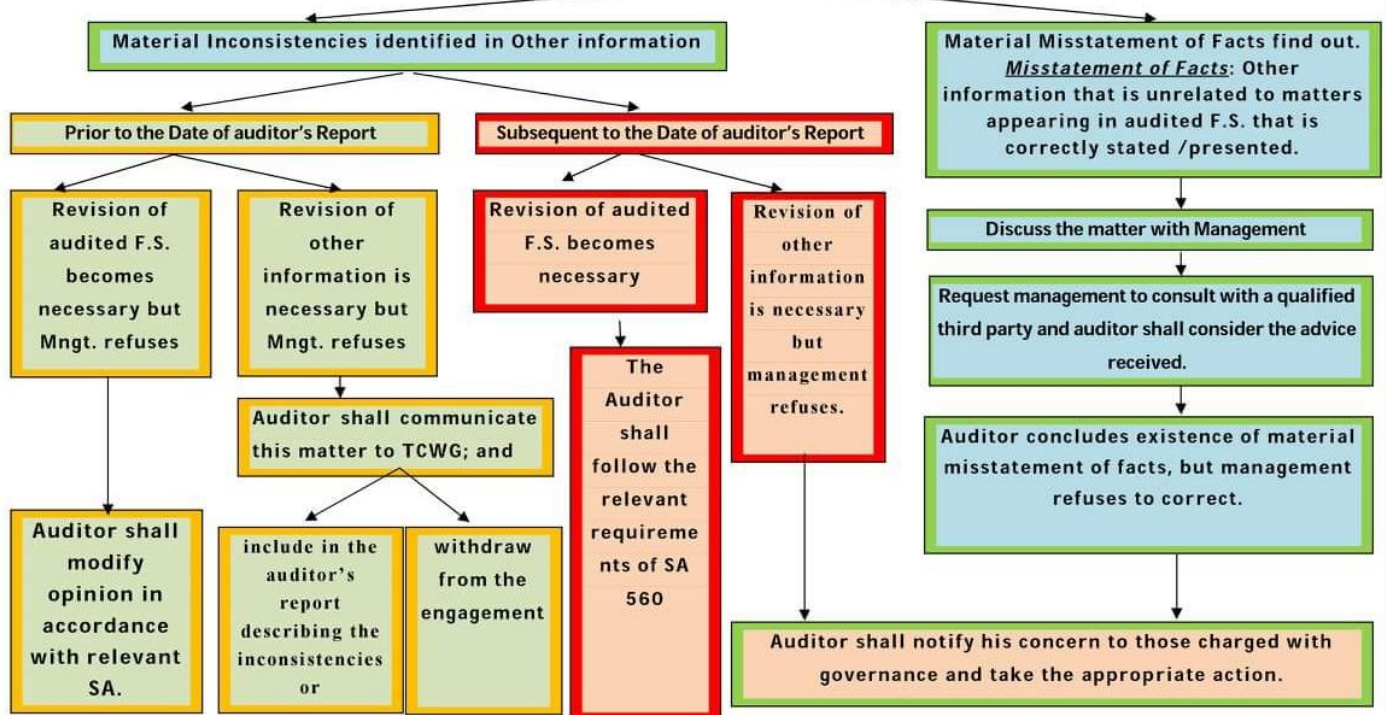 Material Inconsistencies identified in Other information
Material Misstatement of Facts find out.
Misstatement of Facts: Other
information that is unrelated to matters
appearing in audited F.S. that is
correctly stated /presented.
Prior to the Date of auditor's Report
Subsequent to the Date of auditor's Report
Revision of
audited F.S.
becomes
necessary but
Mngt. refuses
Revision of
other
information is
necessary but
Mngt. refuses
Revision of audited
F.S. becomes
necessary
Revision of
other
information
is necessary
but
management
refuses.
Discuss the matter with Management
Request management to consult with a qualified
third party and auditor shall consider the advice
received.
Auditor shall communicate
this matter to TCWG; and
The
Auditor
shall
follow the
relevant
requireme
nts of SA
560
Auditor concludes existence of material
misstatement of facts, but management
refuses to correct.
Auditor shall
modify
opinion in
accordance
with relevant
SA.
include in the
auditor's
report
describing the
inconsistencies
or
withdraw
from the
engagement
Auditor shall notify his concern to those charged with
governance and take the appropriate action.